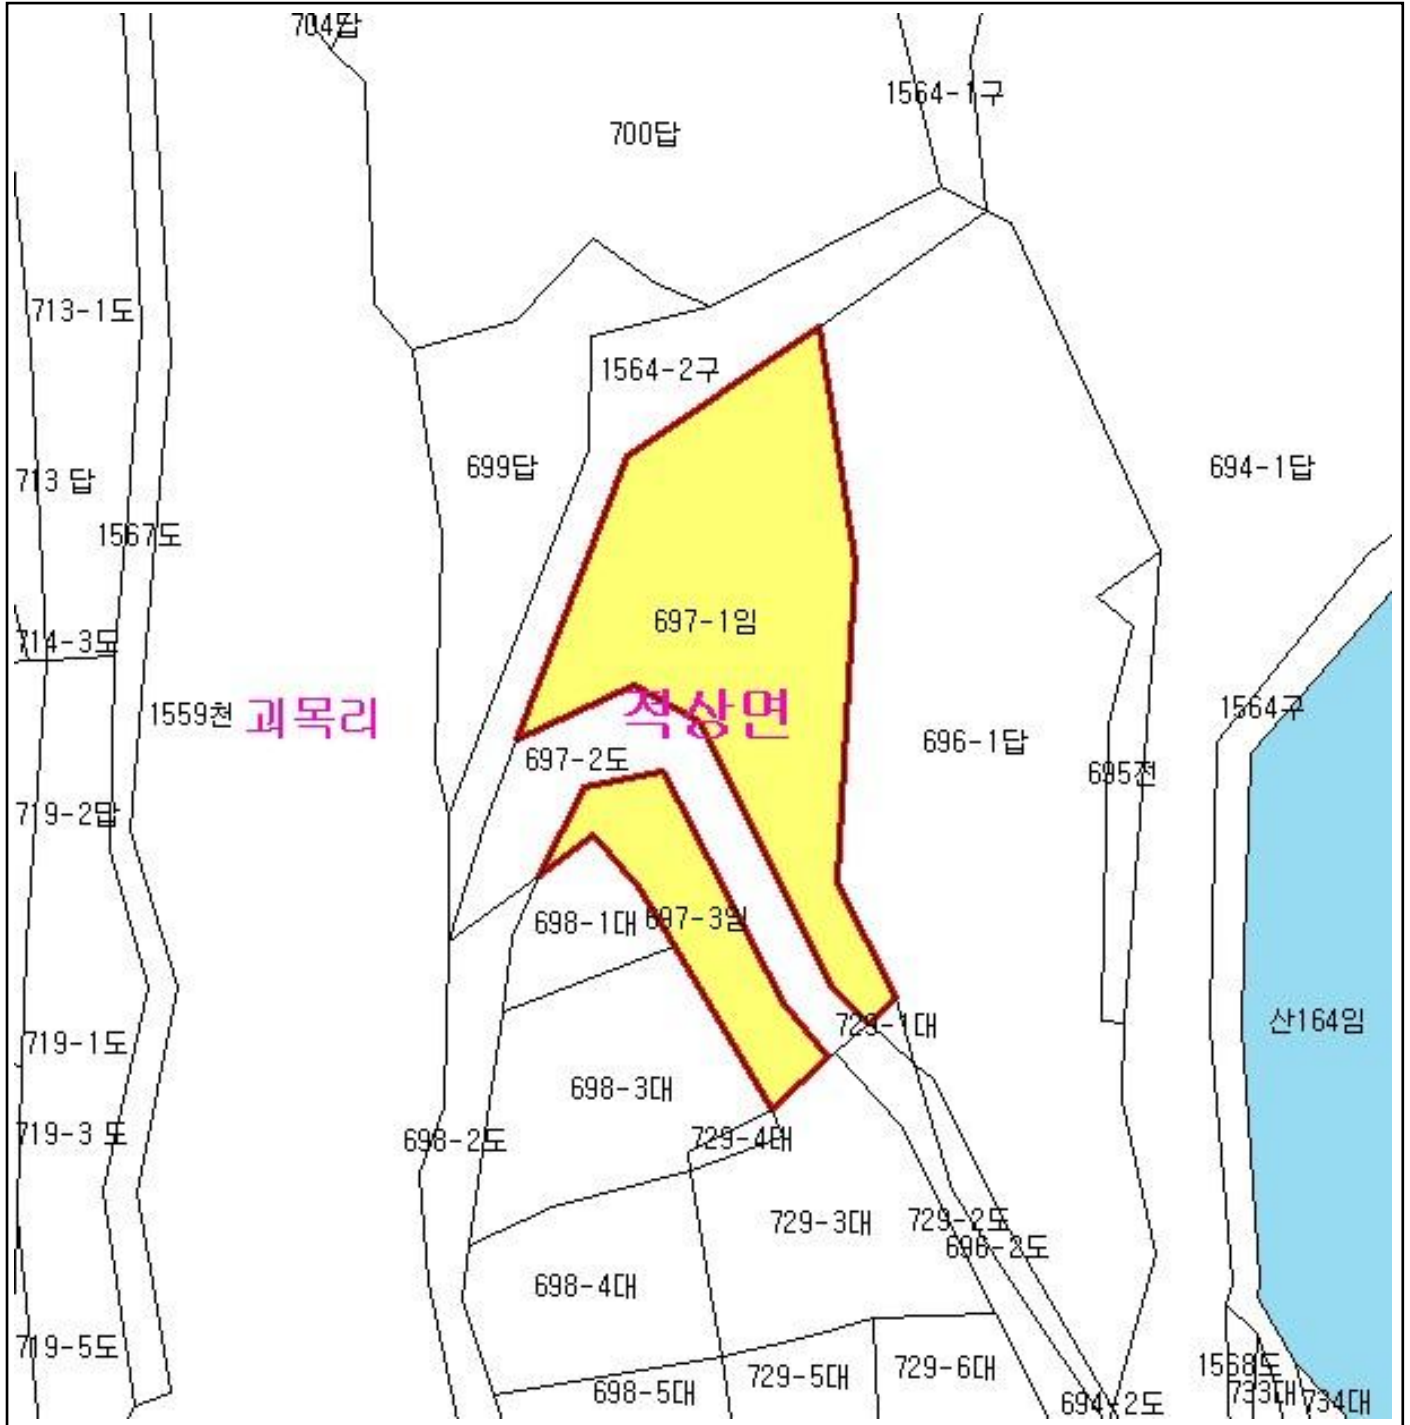 704답
1564-1구
700답
713-1도
1564-2구
699답
694-1답
713 답
1567도
697-1임
714-3도
1559천
괴목리
적상면
1564구
696-1답
697-2도
695전
719-2답
698-1대
697-3임
산164임
729-1대
719-1도
698-3대
719-3 도
698-2도
729-4대
729-3대
729-2도
696-2도
698-4대
719-5도
1568도
729-6대
729-5대
698-5대
733대
734대
694-2도